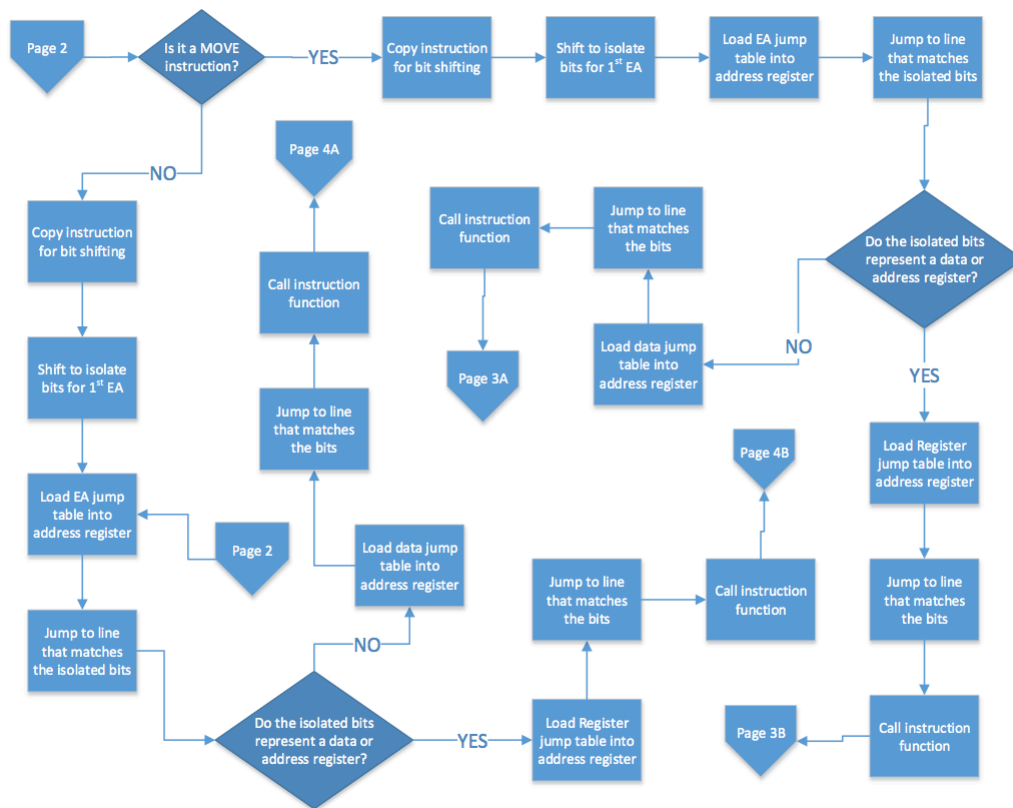 Page 2
Is it a MOVE
instruction?
YES
Copy instruction
for bit shifting
Shift to isolate
bits for 1st EA
Load EA jump
table into
address register
Jump to line
that matches
the isolated bits
NO
Page 4A
Copy instruction
for bit shifting
Call instruction
function
Jump to line
that matches
the bits
Do the isolated bits
represent a data or
address register?
Call instruction
function
Shift to isolate
bits for 1st EA
Page 3A
Load data jump
table into
address register
NO
YES
Jump to line
that matches
the bits
Load EA jump
table into
address register
Page 2
Load data jump
table into
address register
Page 4B
Load Register
jump table into
address register
Jump to line
that matches
the isolated bits
NO
Jump to line
that matches
the bits
Call instruction
function
Jump to line
that matches
the bits
Do the isolated bits
represent a data or
address register?
YES
Load Register
jump table into
address register
Page 3B
Call instruction
function